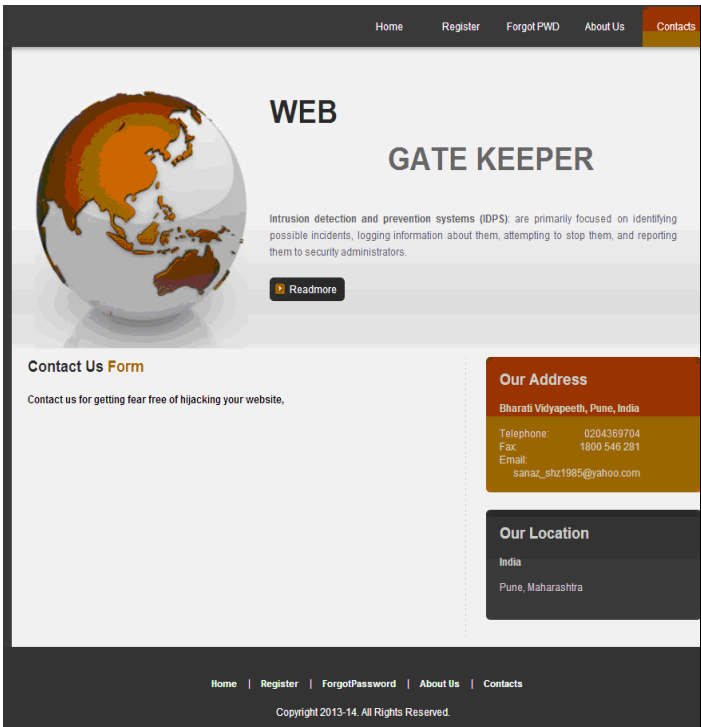 Home Register Forgot PWD About Us Contacts
WEB
GATE KEEPER
Intrusion detection and prevention systems (IDPS): are primarily focused on identifying
possible incidents, logging information about them, attempting to stop them, and reporting
them to security administrators.
Readmore
Contact Us Form
Contact us for getting fear free of hijacking your website,
Our Address
Bharati Vidyapeeth, Pune, India
Telephone: 0204369704
Fax: 1800 546 281
Email:
sanaz_shz1985@yahoo.com
Our Location
India
Pune, Maharashtra
Home | Register | ForgotPassword | About Us | Contacts
Copyright 2013-14. All Rights Reserved.